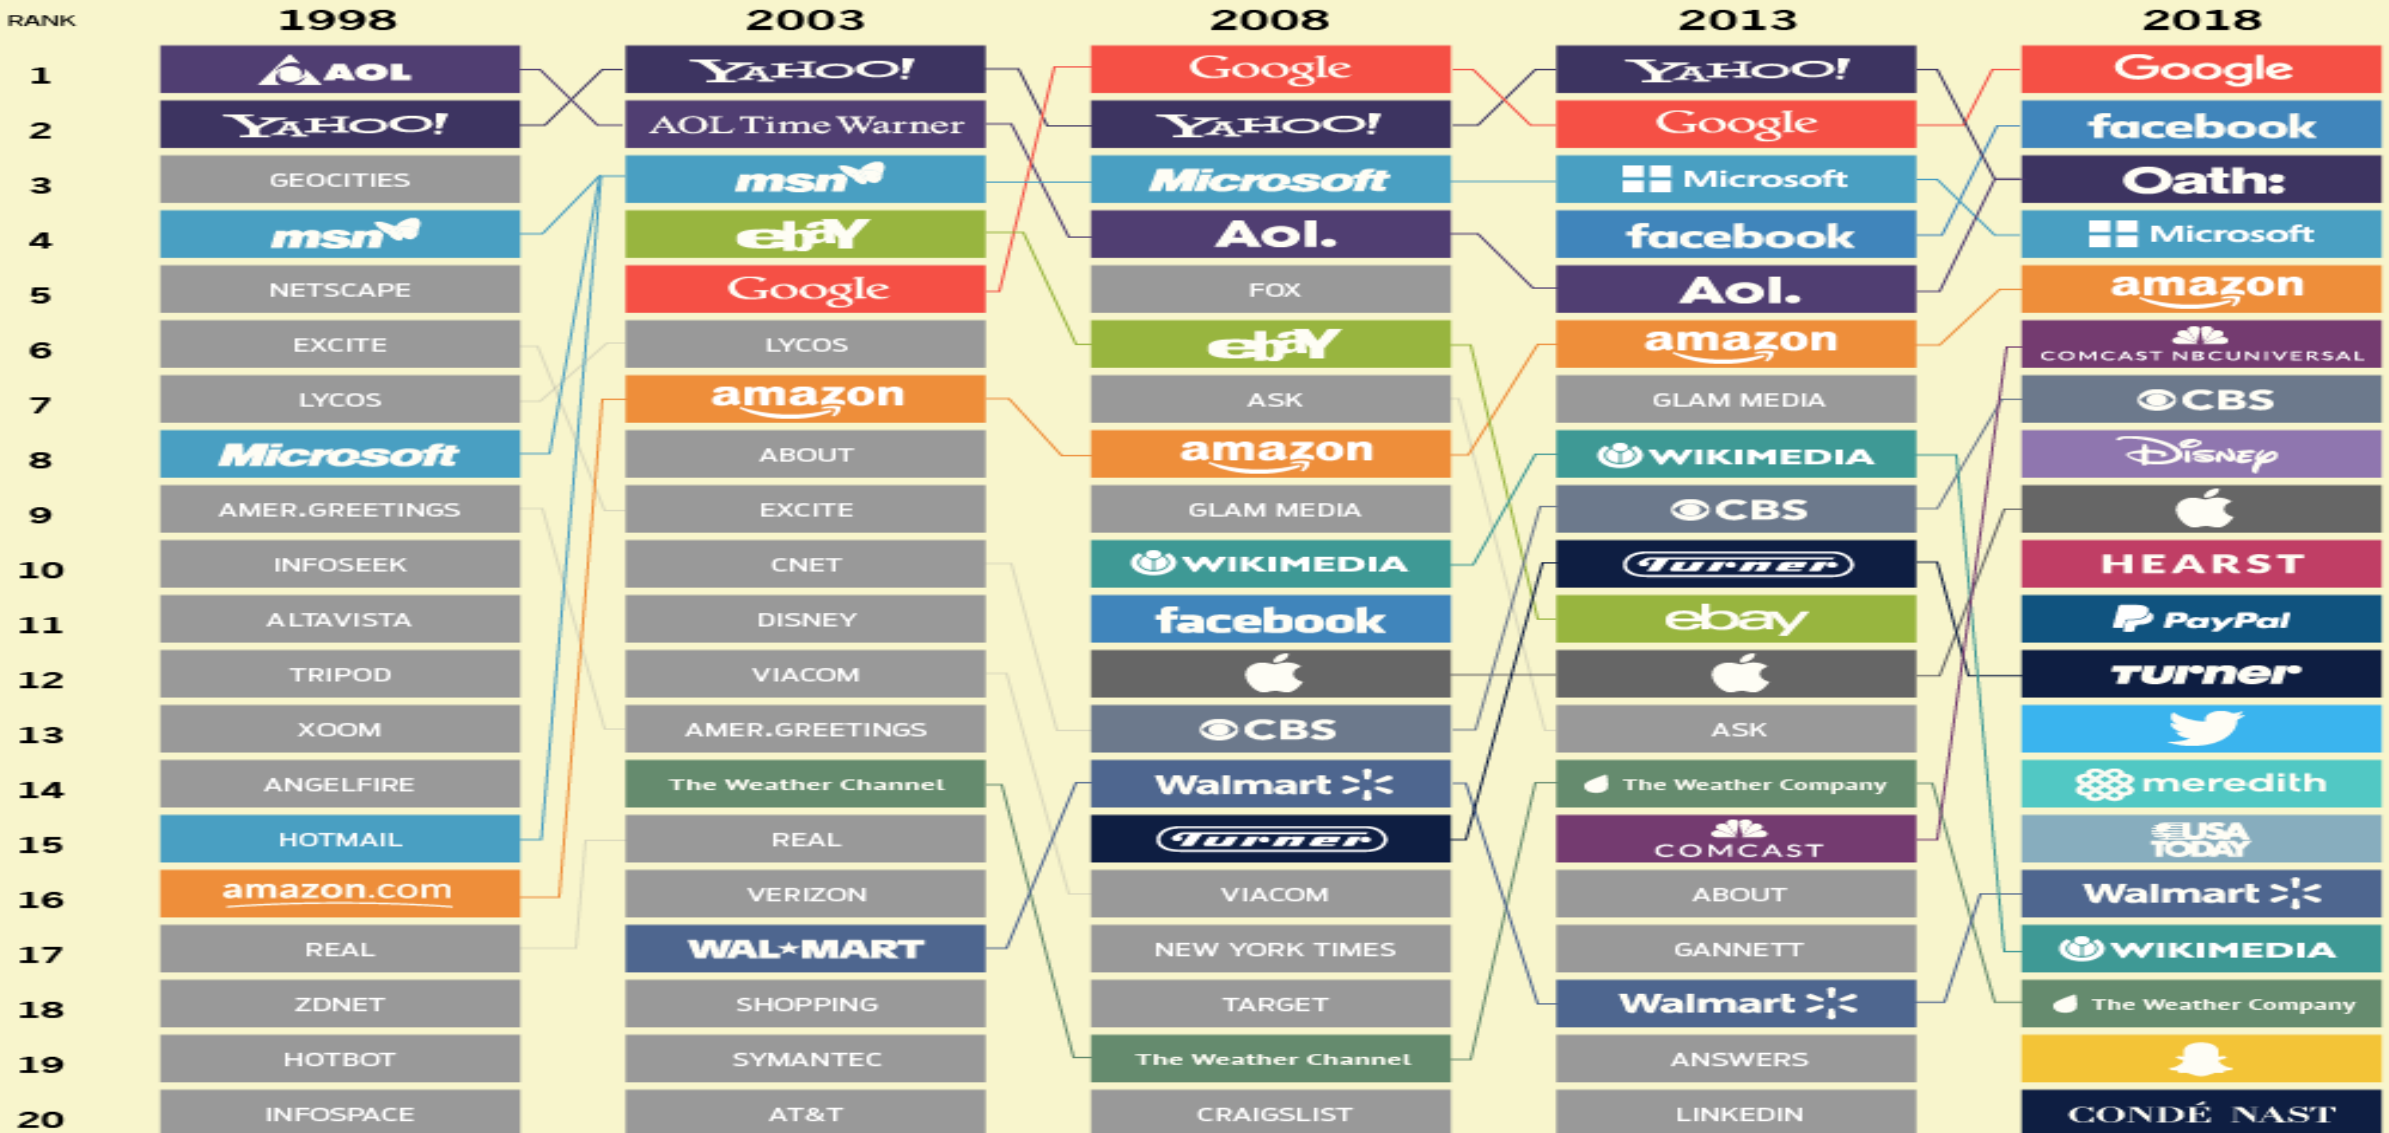 RANK 1998 2003 2008 2013 2018
1 AOL YAHOO! Google YAHOO! Google
2 YAHOO! AOL Time Warner YAHOO! Google facebook
3 GEOCITIES msn Microsoft Microsoft Oath:
4 msn ebaY Aol. facebook Microsoft
5 NETSCAPE Google FOX Aol. amazon
6 EXCITE LYCOS ebaY amazon COMCAST NBCUNIVERSAL
7 LYCOS amazon ASK GLAM MEDIA CBS
8 Microsoft ABOUT amazon WIKIMEDIA DISNEY
9 AMER.GREETINGS EXCITE GLAM MEDIA CBS
10 INFOSEEK CNET WIKIMEDIA Turner HEARST
11 ALTAVISTA DISNEY facebook ebay PayPal
12 TRIPOD VIACOM Turner
13 XOOM AMER.GREETINGS CBS ASK
14 ANGELFIRE The Weather Channel Walmart The Weather Company meredith
15 HOTMAIL REAL Turner COMCAST USA TODAY
16 amazon.com VERIZON VIACOM ABOUT Walmart
17 REAL WAL★MART NEW YORK TIMES GANNETT WIKIMEDIA
18 ZDNET SHOPPING TARGET Walmart The Weather Company
19 HOTBOT SYMANTEC The Weather Channel ANSWERS
20 INFOSPACE AT&T CRAIGSLIST LINKEDIN CONDÉ NAST